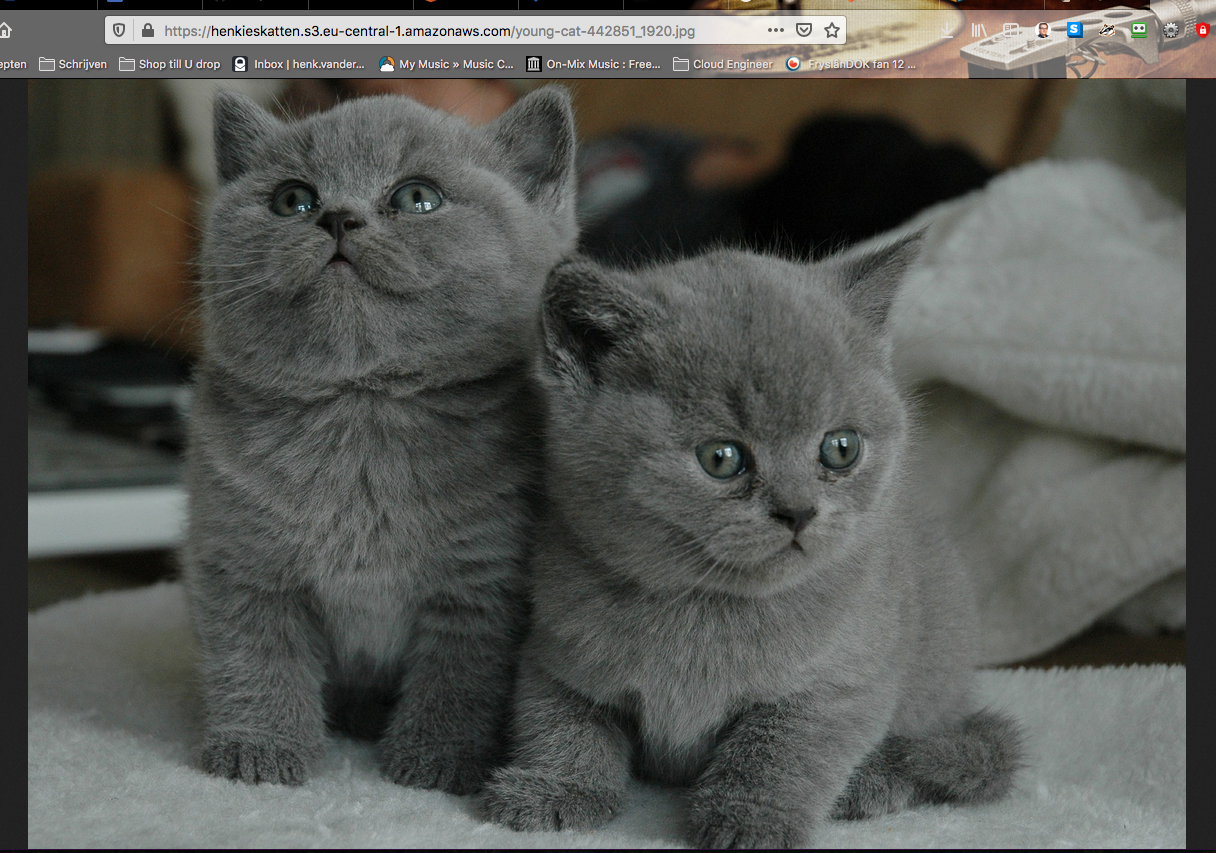 https://henkieskatten.s3.eu-central-1.amazonaws.com/young-cat-442851_1920.jpg
epten Schrijven Shop till U drop Inbox | henk.vander... My Music » Music C... On-Mix Music : Free... Cloud Engineer FryslânDOK fan 12 ...